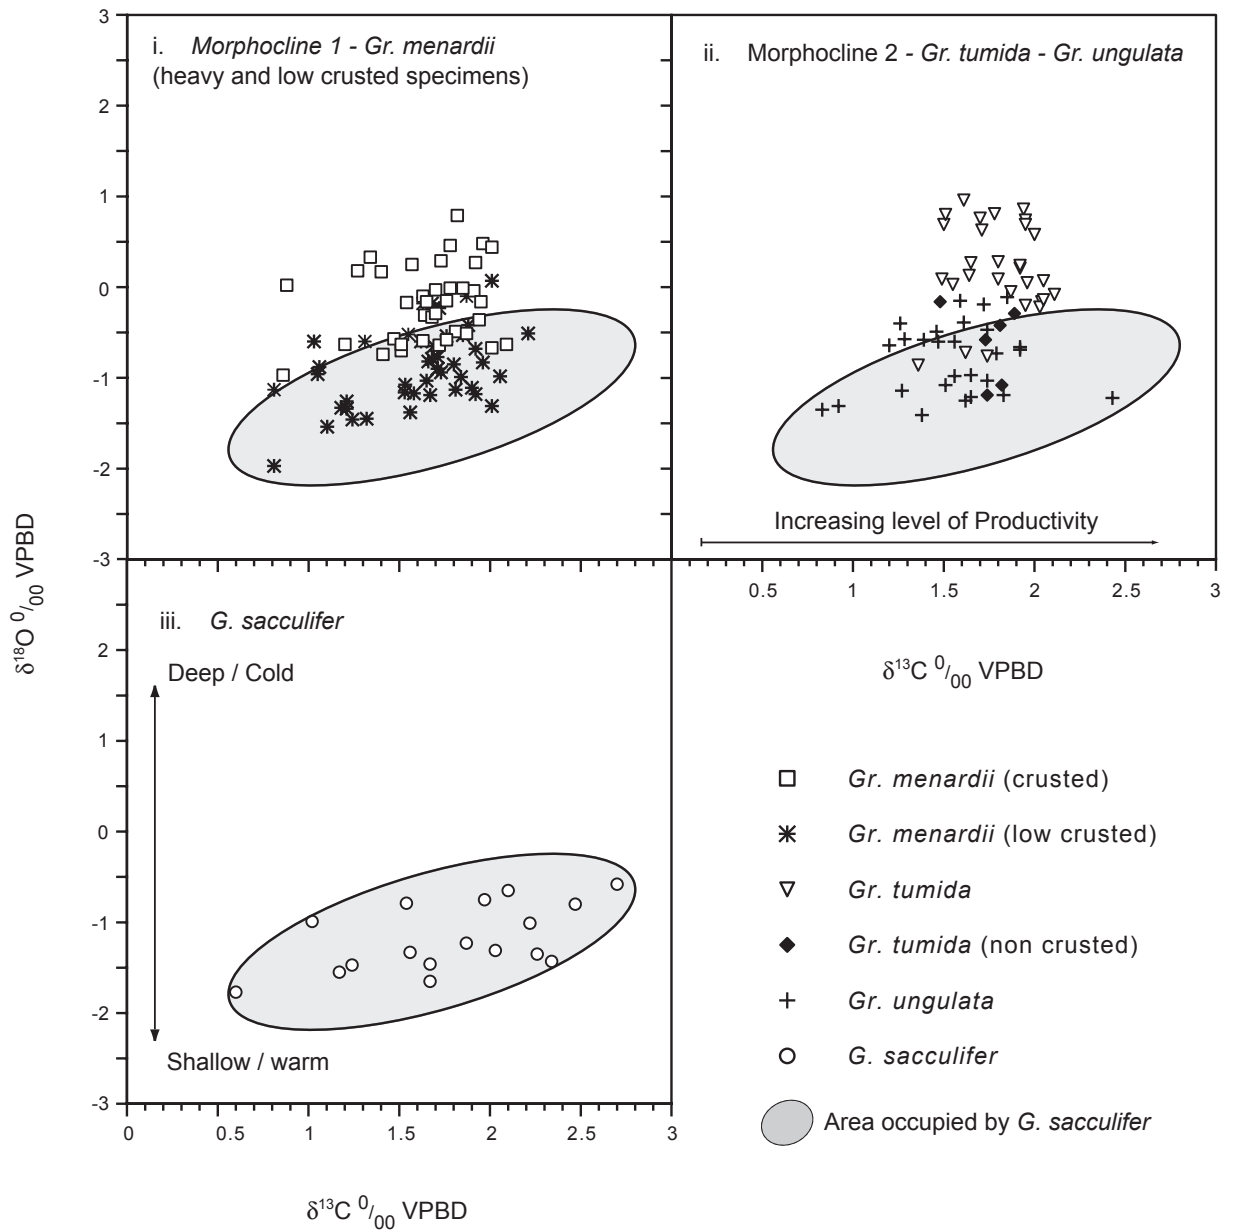 3
2
1
0
-1
-2
-3
i. Morphocline 1 - Gr. menardii
(heavy and low crusted specimens)
ii. Morphocline 2 - Gr. tumida - Gr. ungulata
Increasing level of Productivity
0.5
1
1.5
2
2.5
3
δ13C 0/00 VPBD
δ18O 0/00 VPBD
iii. G. sacculifer
Deep / Cold
Shallow / warm
2
1
0
-1
-2
-3
0
0.5
1
1.5
2
2.5
3
δ13C 0/00 VPBD
Gr. menardii (crusted)
Gr. menardii (low crusted)
Gr. tumida
Gr. tumida (non crusted)
Gr. ungulata
G. sacculifer
Area occupied by G. sacculifer